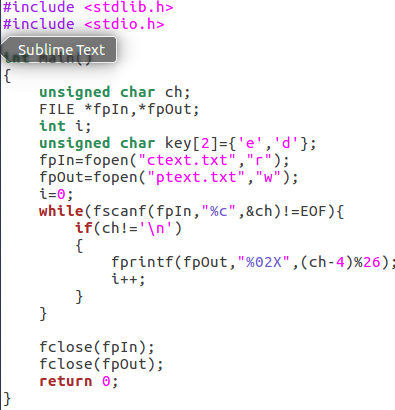 #include <stdlib.h>
#include <stdio.h>
Sublime Text
int main()
{
unsigned char ch;
FILE *fpIn,*fpOut;
int i;
unsigned char key[2]={'e','d'};
fpIn=fopen("ctext.txt","r");
fpOut=fopen("ptext.txt","w");
i=0;
while(fscanf(fpIn,"%c",&ch)!=EOF){
if(ch!='\n')
{
fprintf(fpOut,"%02X",(ch-4)%26);
i++;
}
}
fclose(fpIn);
fclose(fpOut);
return 0;
}